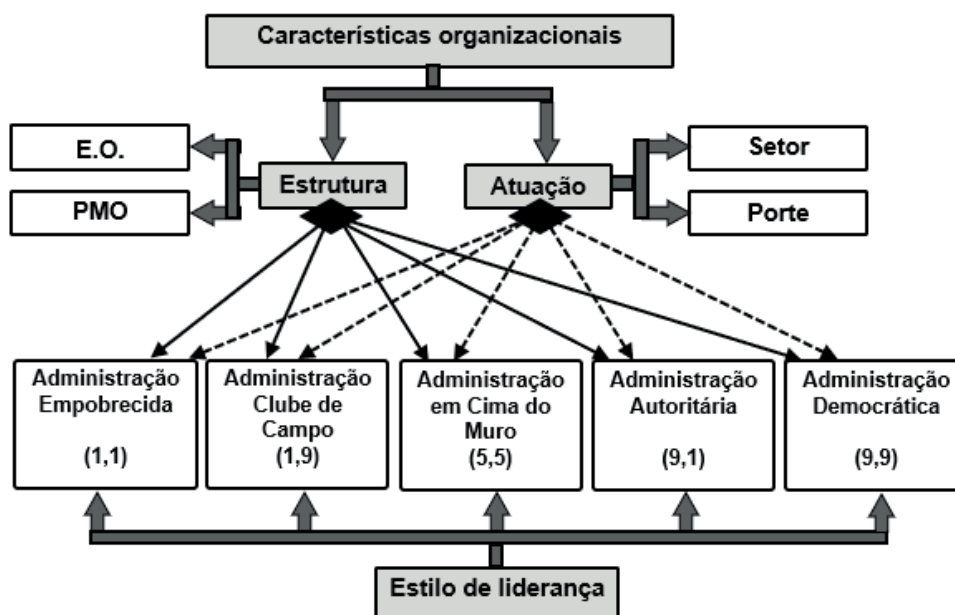 Características organizacionais
E.O.
PMO
Estrutura
Atuação
Setor
Porte
Administração
Empobrecida
(1,1)
Administração
Clube de
Campo
(1,9)
Administração
em Cima do
Muro
(5,5)
Administração
Autoritária
(9,1)
Administração
Democrática
(9,9)
Estilo de liderança